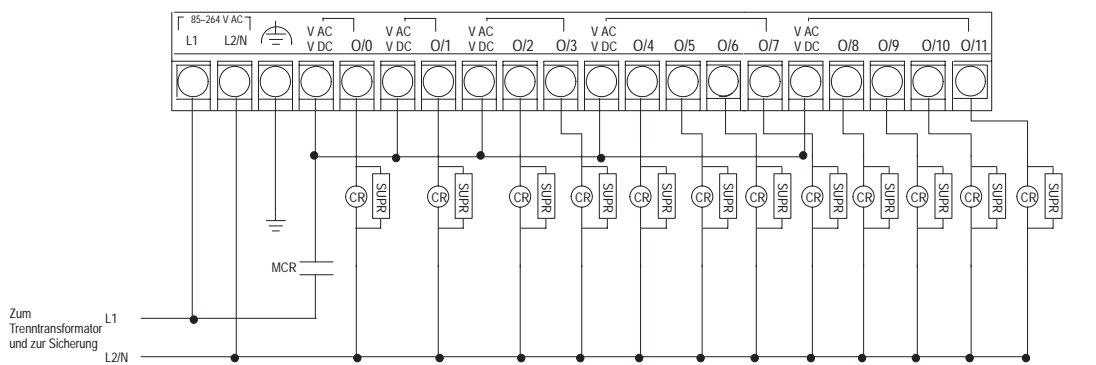 85–264 V AC
L1 L2/N
V AC
V DC O/0
V AC
V DC O/1
V AC
V DC O/2 O/3
V AC
V DC O/4 O/5 O/6 O/7
V AC
V DC O/8 O/9 O/10 O/11
CR SUPR CR SUPR CR SUPR CR SUPR CR SUPR CR SUPR CR SUPR CR SUPR CR SUPR CR SUPR CR SUPR CR SUPR
MCR
Zum
Trenntransformator
und zur Sicherung
L1
L2/N